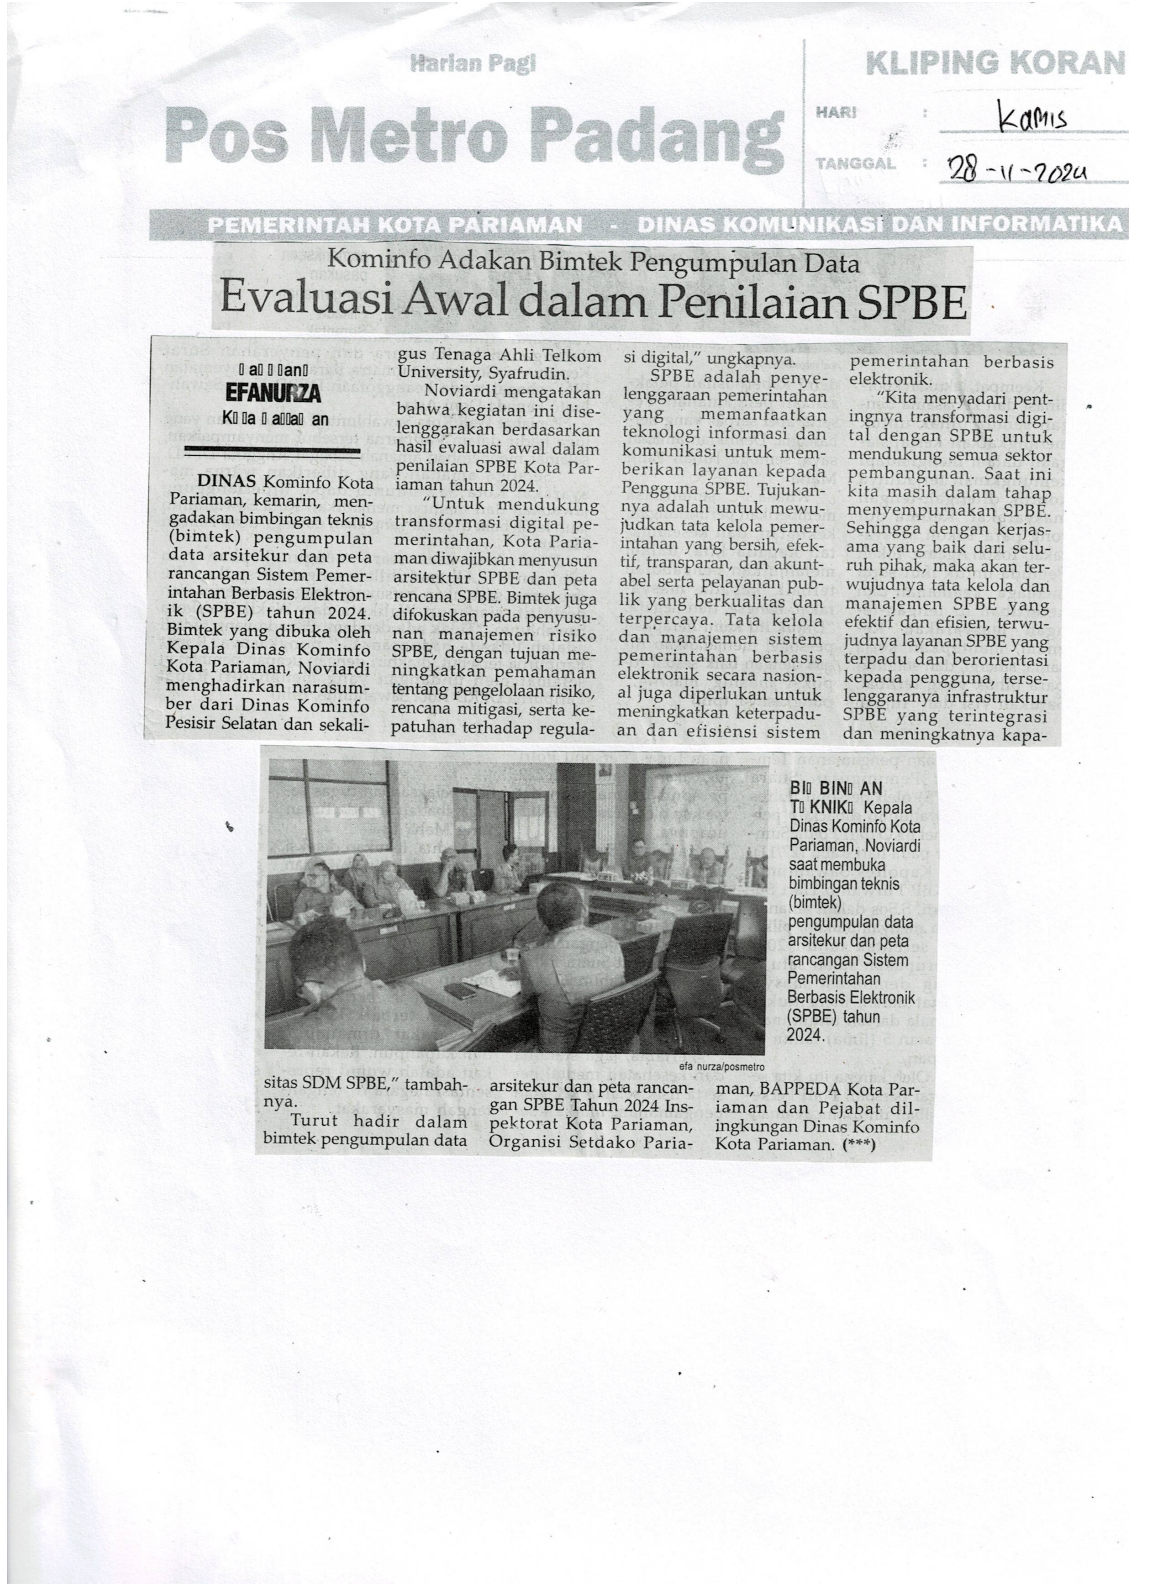 Harian Pagi
Pos Metro Padang
KLIPING KORAN
HARI : Kamis
TANGGAL : 28-11-2024
PEMERINTAH KOTA PARIAMAN - DINAS KOMUNIKASI DAN INFORMATIKA
Kominfo Adakan Bimtek Pengumpulan Data
Evaluasi Awal dalam Penilaian SPBE
EFANURZA
DINAS Kominfo Kota
Pariaman, kemarin, men-
gadakan bimbingan teknis
(bimtek) pengumpulan
data arsitekur dan peta
rancangan Sistem Pemer-
intahan Berbasis Elektron-
ik (SPBE) tahun 2024.
Bimtek yang dibuka oleh
Kepala Dinas Kominfo
Kota Pariaman, Noviardi
menghadirkan narasum-
ber dari Dinas Kominfo
Pesisir Selatan dan sekali-
gus Tenaga Ahli Telkom
University, Syafrudin.
Noviardi mengatakan
bahwa kegiatan ini dise-
lenggarakan berdasarkan
hasil evaluasi awal dalam
penilaian SPBE Kota Par-
iaman tahun 2024.
"Untuk mendukung
transformasi digital pe-
merintahan, Kota Paria-
man diwajibkan menyusun
arsitektur SPBE dan peta
rencana SPBE. Bimtek juga
difokuskan pada penyusu-
nan manajemen risiko
SPBE, dengan tujuan me-
ningkatkan pemahaman
tentang pengelolaan risiko,
rencana mitigasi, serta ke-
patuhan terhadap regula-
si digital," ungkapnya.
SPBE adalah penye-
lenggaraan pemerintahan
yang memanfaatkan
teknologi informasi dan
komunikasi untuk mem-
berikan layanan kepada
Pengguna SPBE. Tujukan-
nya adalah untuk mewu-
judkan tata kelola pemer-
intahan yang bersih, efek-
tif, transparan, dan akunt-
abel serta pelayanan pub-
lik yang berkualitas dan
terpercaya. Tata kelola
dan manajemen sistem
pemerintahan berbasis
elektronik secara nasion-
al juga diperlukan untuk
meningkatkan keterpadu-
an dan efisiensi sistem
pemerintahan berbasis
elektronik.
"Kita menyadari pent-
ingnya transformasi digi-
tal dengan SPBE untuk
mendukung semua sektor
pembangunan. Saat ini
kita masih dalam tahap
menyempurnakan SPBE.
Sehingga dengan kerjas-
ama yang baik dari selu-
ruh pihak, maka akan ter-
wujudnya tata kelola dan
manajemen SPBE yang
efektif dan efisien, terwu-
judnya layanan SPBE yang
terpadu dan berorientasi
kepada pengguna, terse-
lenggaranya infrastruktur
SPBE yang terintegrasi
dan meningkatnya kapa-
Kepala
Dinas Kominfo Kota
Pariaman, Noviardi
saat membuka
bimbingan teknis
(bimtek)
pengumpulan data
arsitekur dan peta
rancangan Sistem
Pemerintahan
Berbasis Elektronik
(SPBE) tahun
2024.
efa nurza/posmetro
sitas SDM SPBE," tambah-
nya.
Turut hadir dalam
bimtek pengumpulan data
arsitekur dan peta rancan-
gan SPBE Tahun 2024 Ins-
pektorat Kota Pariaman,
Organisi Setdako Paria-
man, BAPPEDA Kota Par-
iaman dan Pejabat dil-
ingkungan Dinas Kominfo
Kota Pariaman. (***)